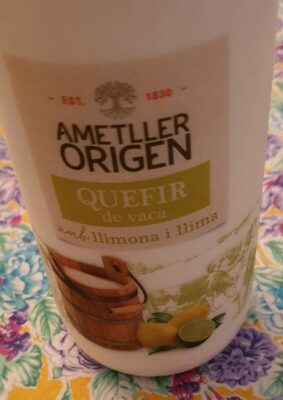 EST. 1830
AMETLLER
ORIGEN
QUEFIR
de vaca
amb llimona i llima